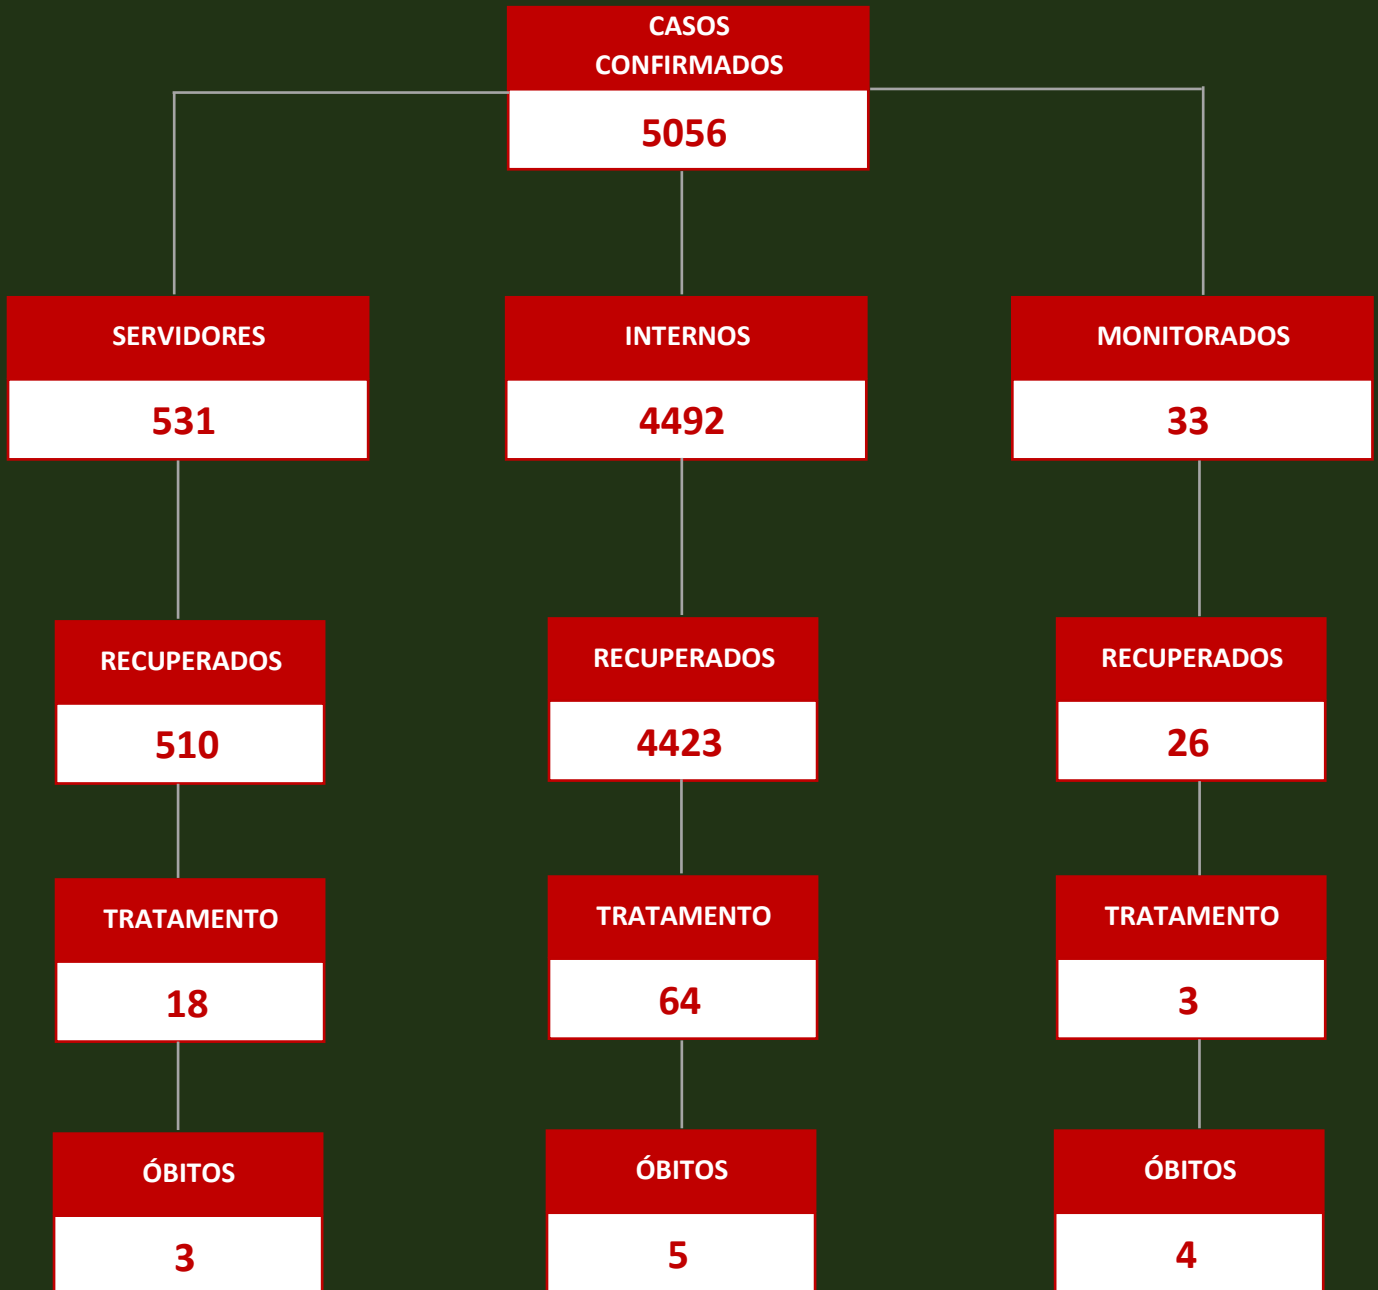 CASOS
CONFIRMADOS
5056
SERVIDORES
531
INTERNOS
4492
MONITORADOS
33
RECUPERADOS
510
RECUPERADOS
4423
RECUPERADOS
26
TRATAMENTO
18
TRATAMENTO
64
TRATAMENTO
3
ÓBITOS
3
ÓBITOS
5
ÓBITOS
4